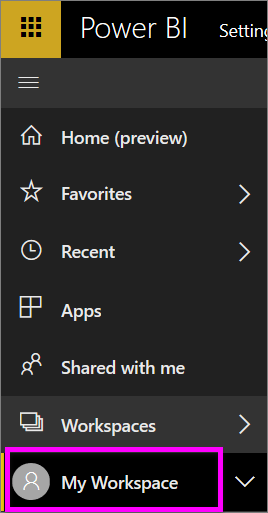 Power BI Setting
Home (preview)
Favorites
Recent
Apps
Shared with me
Workspaces
My Workspace